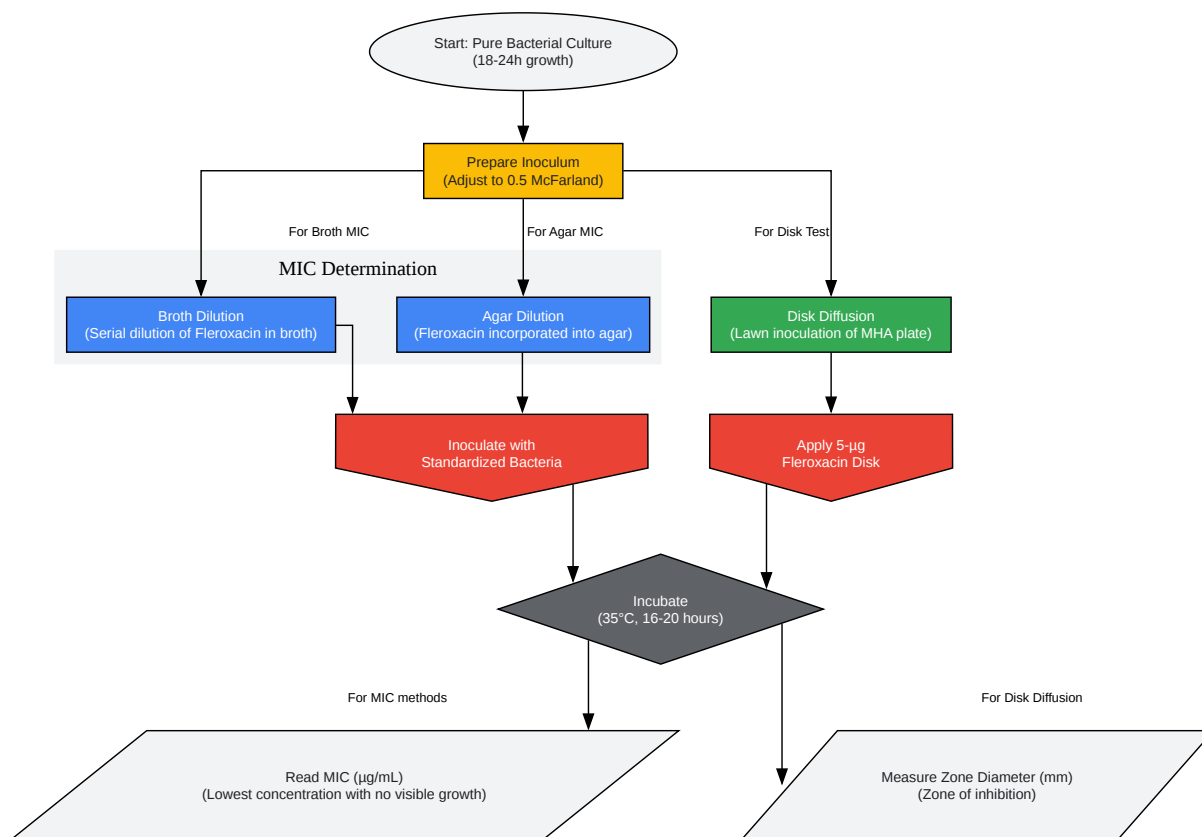 Start: Pure Bacterial Culture
(18-24h growth)
Prepare Inoculum
(Adjust to 0.5 McFarland)
For Broth MIC
For Agar MIC
For Disk Test
MIC Determination
Broth Dilution
(Serial dilution of Fleroxacin in broth)
Agar Dilution
(Fleroxacin incorporated into agar)
Disk Diffusion
(Lawn inoculation of MHA plate)
Inoculate with
Standardized Bacteria
Apply 5-µg
Fleroxacin Disk
Incubate
(35°C, 16-20 hours)
For MIC methods
For Disk Diffusion
Read MIC (µg/mL)
(Lowest concentration with no visible growth)
Measure Zone Diameter (mm)
(Zone of inhibition)